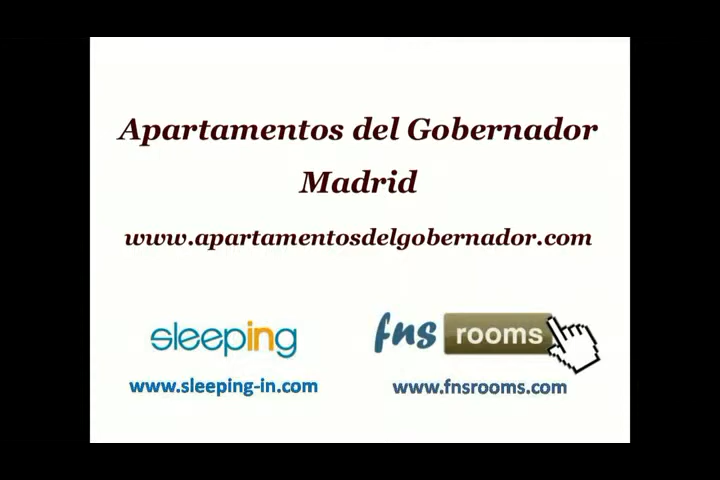 Apartamentos del Gobernador
Madrid
www.apartamentosdelgobernador.com
sleeping
fns rooms
www.sleeping-in.com
www.fnsrooms.com